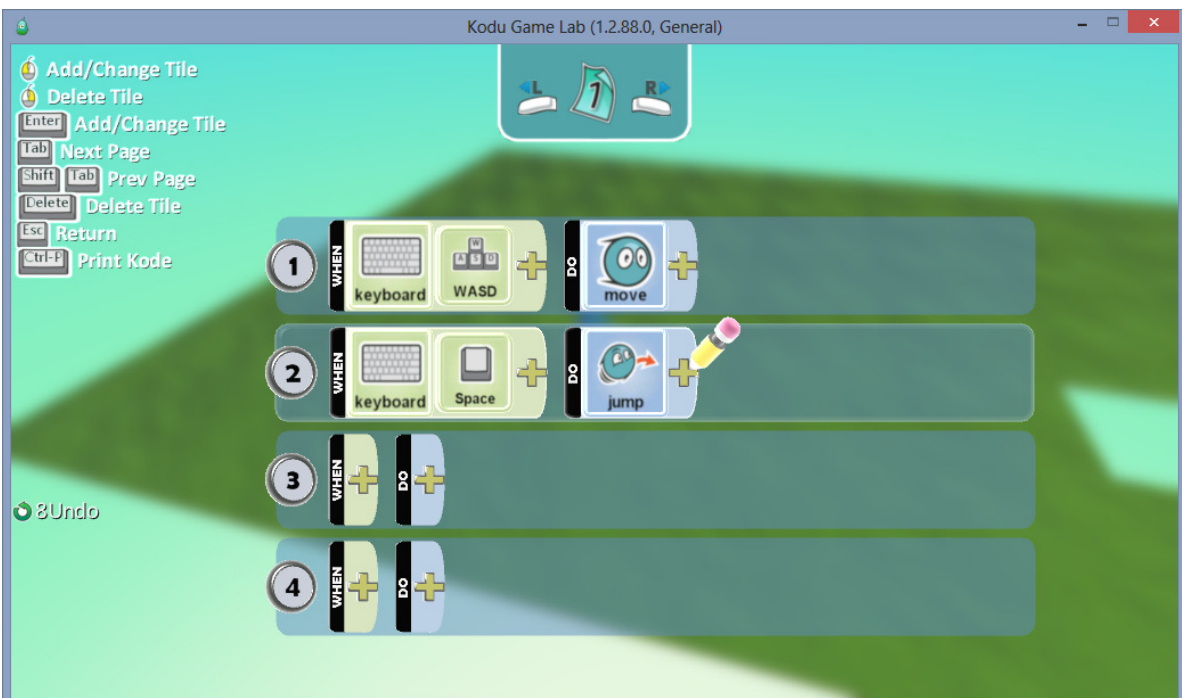 Kodu Game Lab (1.2.88.0, General)
Add/Change Tile
Delete Tile
Enter Add/Change Tile
Tab Next Page
Shift Tab Prev Page
Delete Delete Tile
Esc Return
Ctrl-P Print Kode
L 1 R
1 WHEN keyboard W A S D WASD DO move
2 WHEN keyboard Space DO jump
3 WHEN DO
8Undo
4 WHEN DO